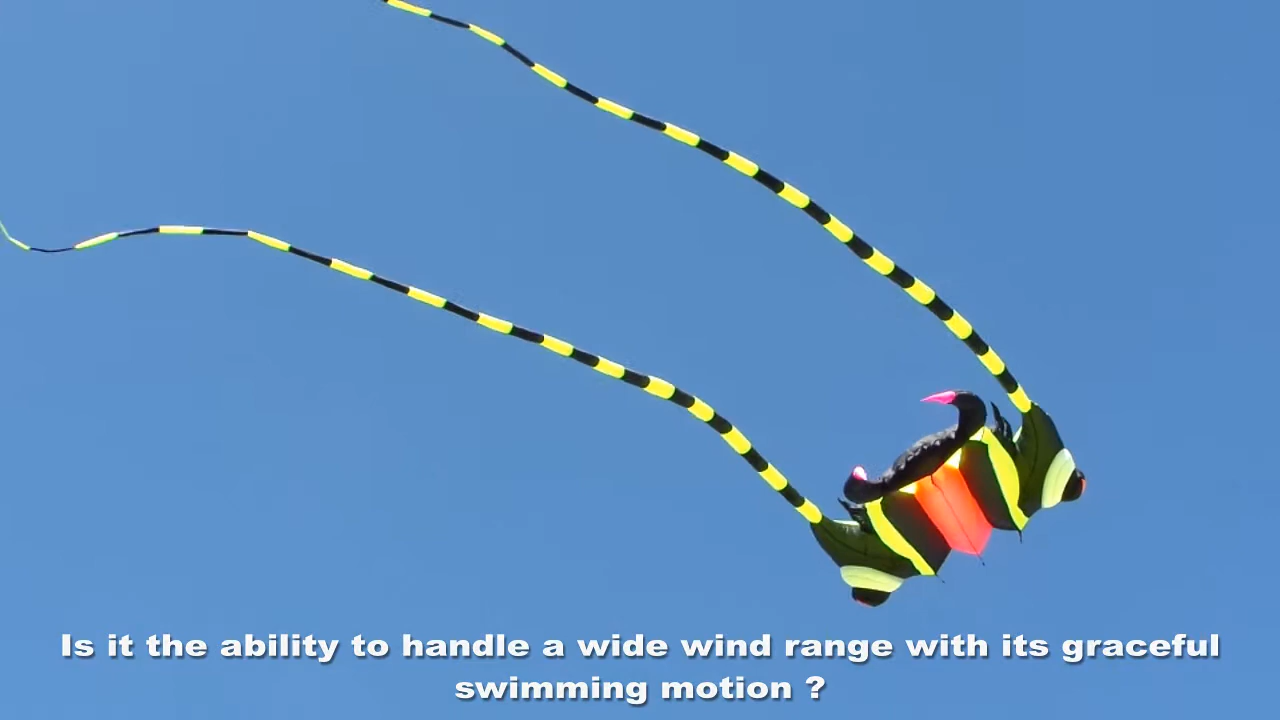 Is it the ability to handle a wide wind range with its graceful
swimming motion ?